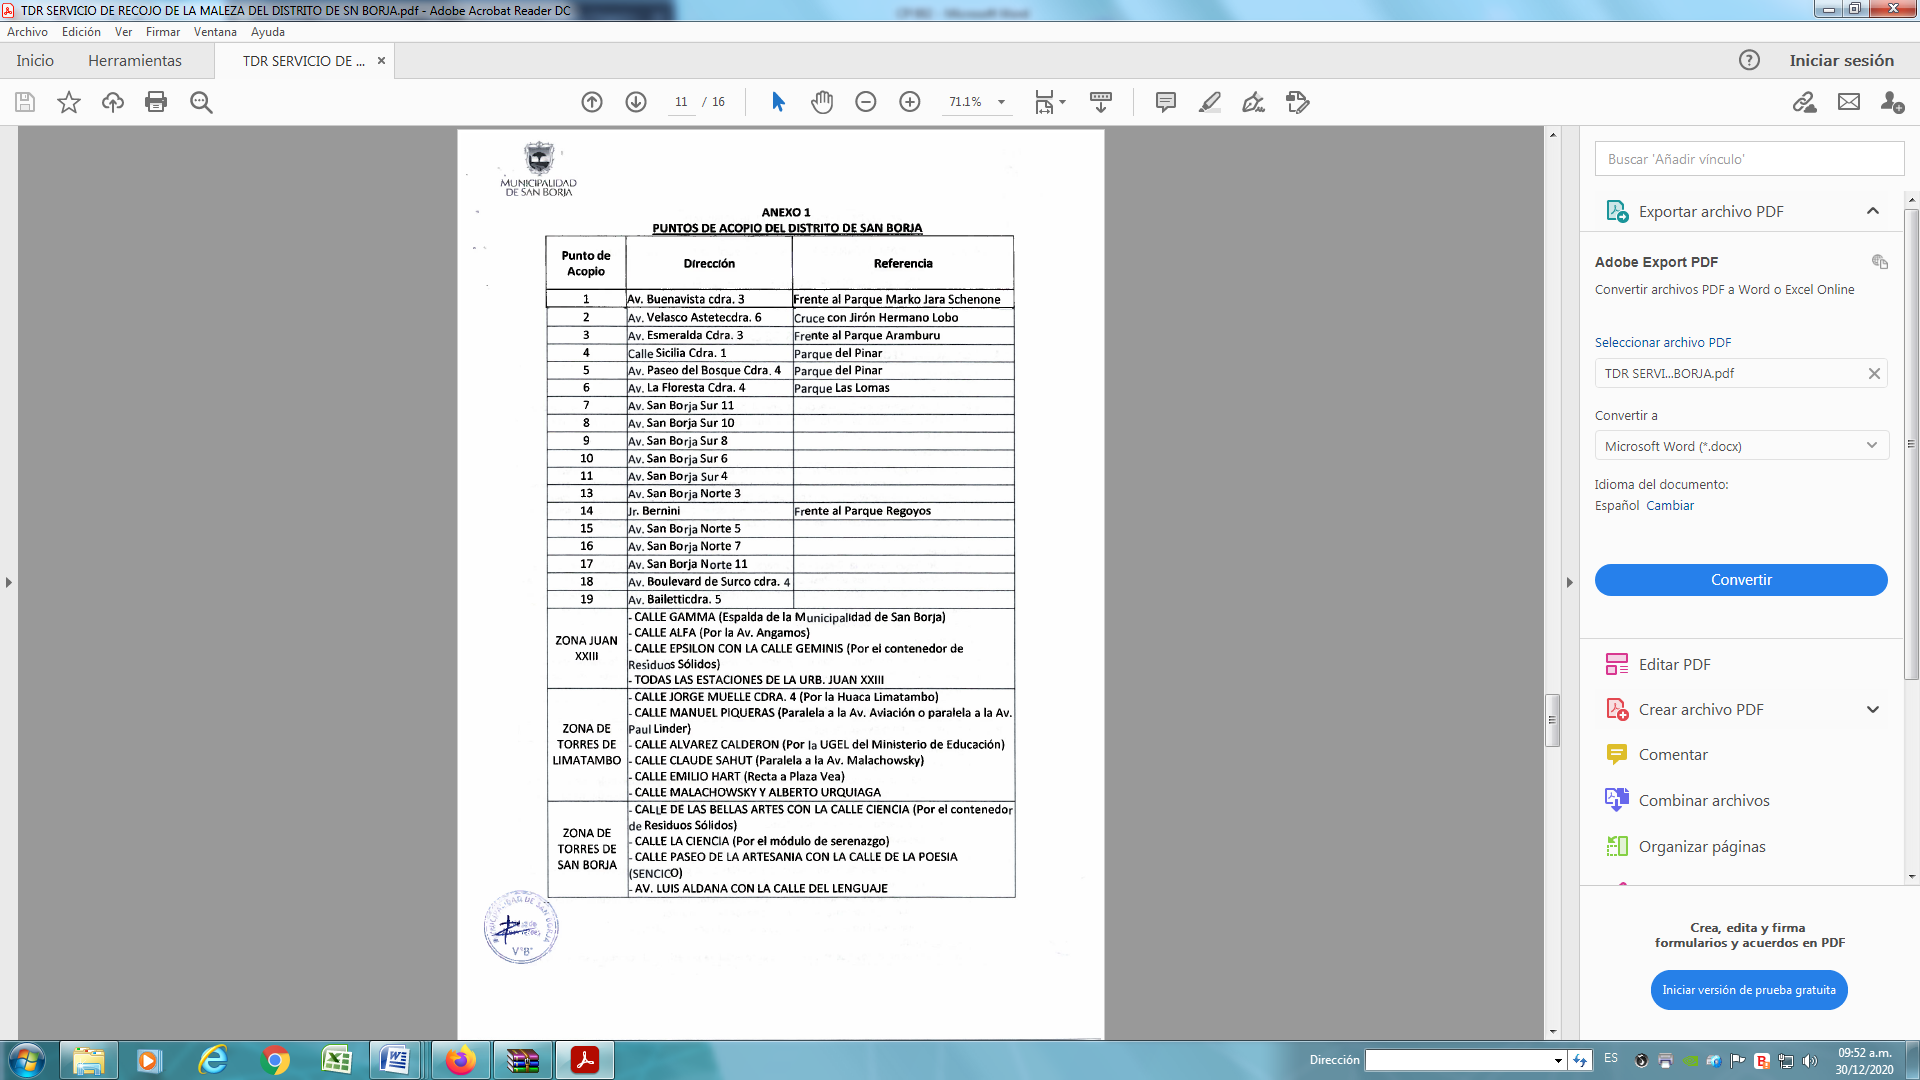 TDR SERVICIO DE RECOJO DE LA MALEZA DEL DISTRITO DE SN BORJA.pdf - Adobe Acrobat Reader DC
Archivo Edición Ver Firmar Ventana Ayuda
Inicio Herramientas TDR SERVICIO DE ... Iniciar sesión
11 / 16 71.1%
MUNICIPALIDAD
DE SAN BORJA
ANEXO 1
PUNTOS DE ACOPIO DEL DISTRITO DE SAN BORJA
Punto de Acopio Dirección Referencia
1 Av. Buenavista cdra. 3 Frente al Parque Marko Jara Schenone
2 Av. Velasco Astetecdra. 6 Cruce con Jirón Hermano Lobo
3 Av. Esmeralda Cdra. 3 Frente al Parque Aramburu
4 Calle Sicilia Cdra. 1 Parque del Pinar
5 Av. Paseo del Bosque Cdra. 4 Parque del Pinar
6 Av. La Floresta Cdra. 4 Parque Las Lomas
7 Av. San Borja Sur 11
8 Av. San Borja Sur 10
9 Av. San Borja Sur 8
10 Av. San Borja Sur 6
11 Av. San Borja Sur 4
13 Av. San Borja Norte 3
14 Jr. Bernini Frente al Parque Regoyos
15 Av. San Borja Norte 5
16 Av. San Borja Norte 7
17 Av. San Borja Norte 11
18 Av. Boulevard de Surco cdra. 4
19 Av. Bailetticdra. 5
ZONA JUAN XXIII
- CALLE GAMMA (Espalda de la Municipalidad de San Borja)
- CALLE ALFA (Por la Av. Angamos)
- CALLE EPSILON CON LA CALLE GEMINIS (Por el contenedor de
Residuos Sólidos)
- TODAS LAS ESTACIONES DE LA URB. JUAN XXIII
ZONA DE TORRES DE LIMATAMBO
- CALLE JORGE MUELLE CDRA. 4 (Por la Huaca Limatambo)
- CALLE MANUEL PIQUERAS (Paralela a la Av. Aviación o paralela a la Av.
Paul Linder)
- CALLE ALVAREZ CALDERON (Por la UGEL del Ministerio de Educación)
- CALLE CLAUDE SAHUT (Paralela a la Av. Malachowsky)
- CALLE EMILIO HART (Recta a Plaza Vea)
- CALLE MALACHOWSKY Y ALBERTO URQUIAGA
ZONA DE TORRES DE SAN BORJA
- CALLE DE LAS BELLAS ARTES CON LA CALLE CIENCIA (Por el contenedor
de Residuos Sólidos)
- CALLE LA CIENCIA (Por el módulo de serenazgo)
- CALLE PASEO DE LA ARTESANIA CON LA CALLE DE LA POESIA
(SENCICO)
- AV. LUIS ALDANA CON LA CALLE DEL LENGUAJE
V°B°
Buscar 'Añadir vínculo'
Exportar archivo PDF
Adobe Export PDF
Convertir archivos PDF a Word o Excel Online
Seleccionar archivo PDF
TDR SERVI...BORJA.pdf
Convertir a
Microsoft Word (*.docx)
Idioma del documento:
Español Cambiar
Convertir
Editar PDF
Crear archivo PDF
Comentar
Combinar archivos
Organizar páginas
Crea, edita y firma
formularios y acuerdos en PDF
Iniciar versión de prueba gratuita
Dirección ES 09:52 a.m.
30/12/2020